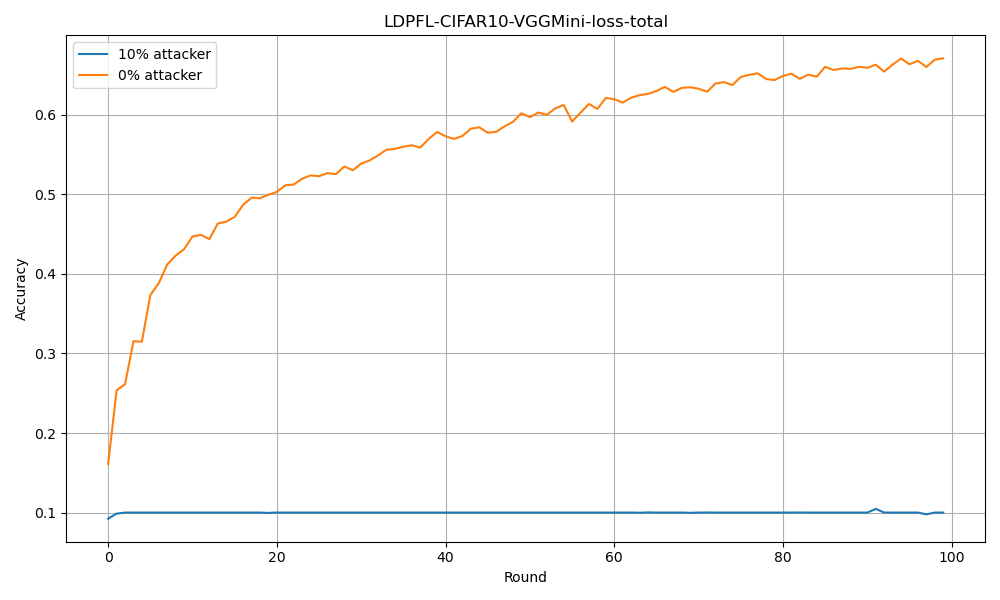 LDPFL-CIFAR10-VGGMini-loss-total
10% attacker
0% attacker
Accuracy
0.6
0.5
0.4
0.3
0.2
0.1
0 20 40 60 80 100
Round